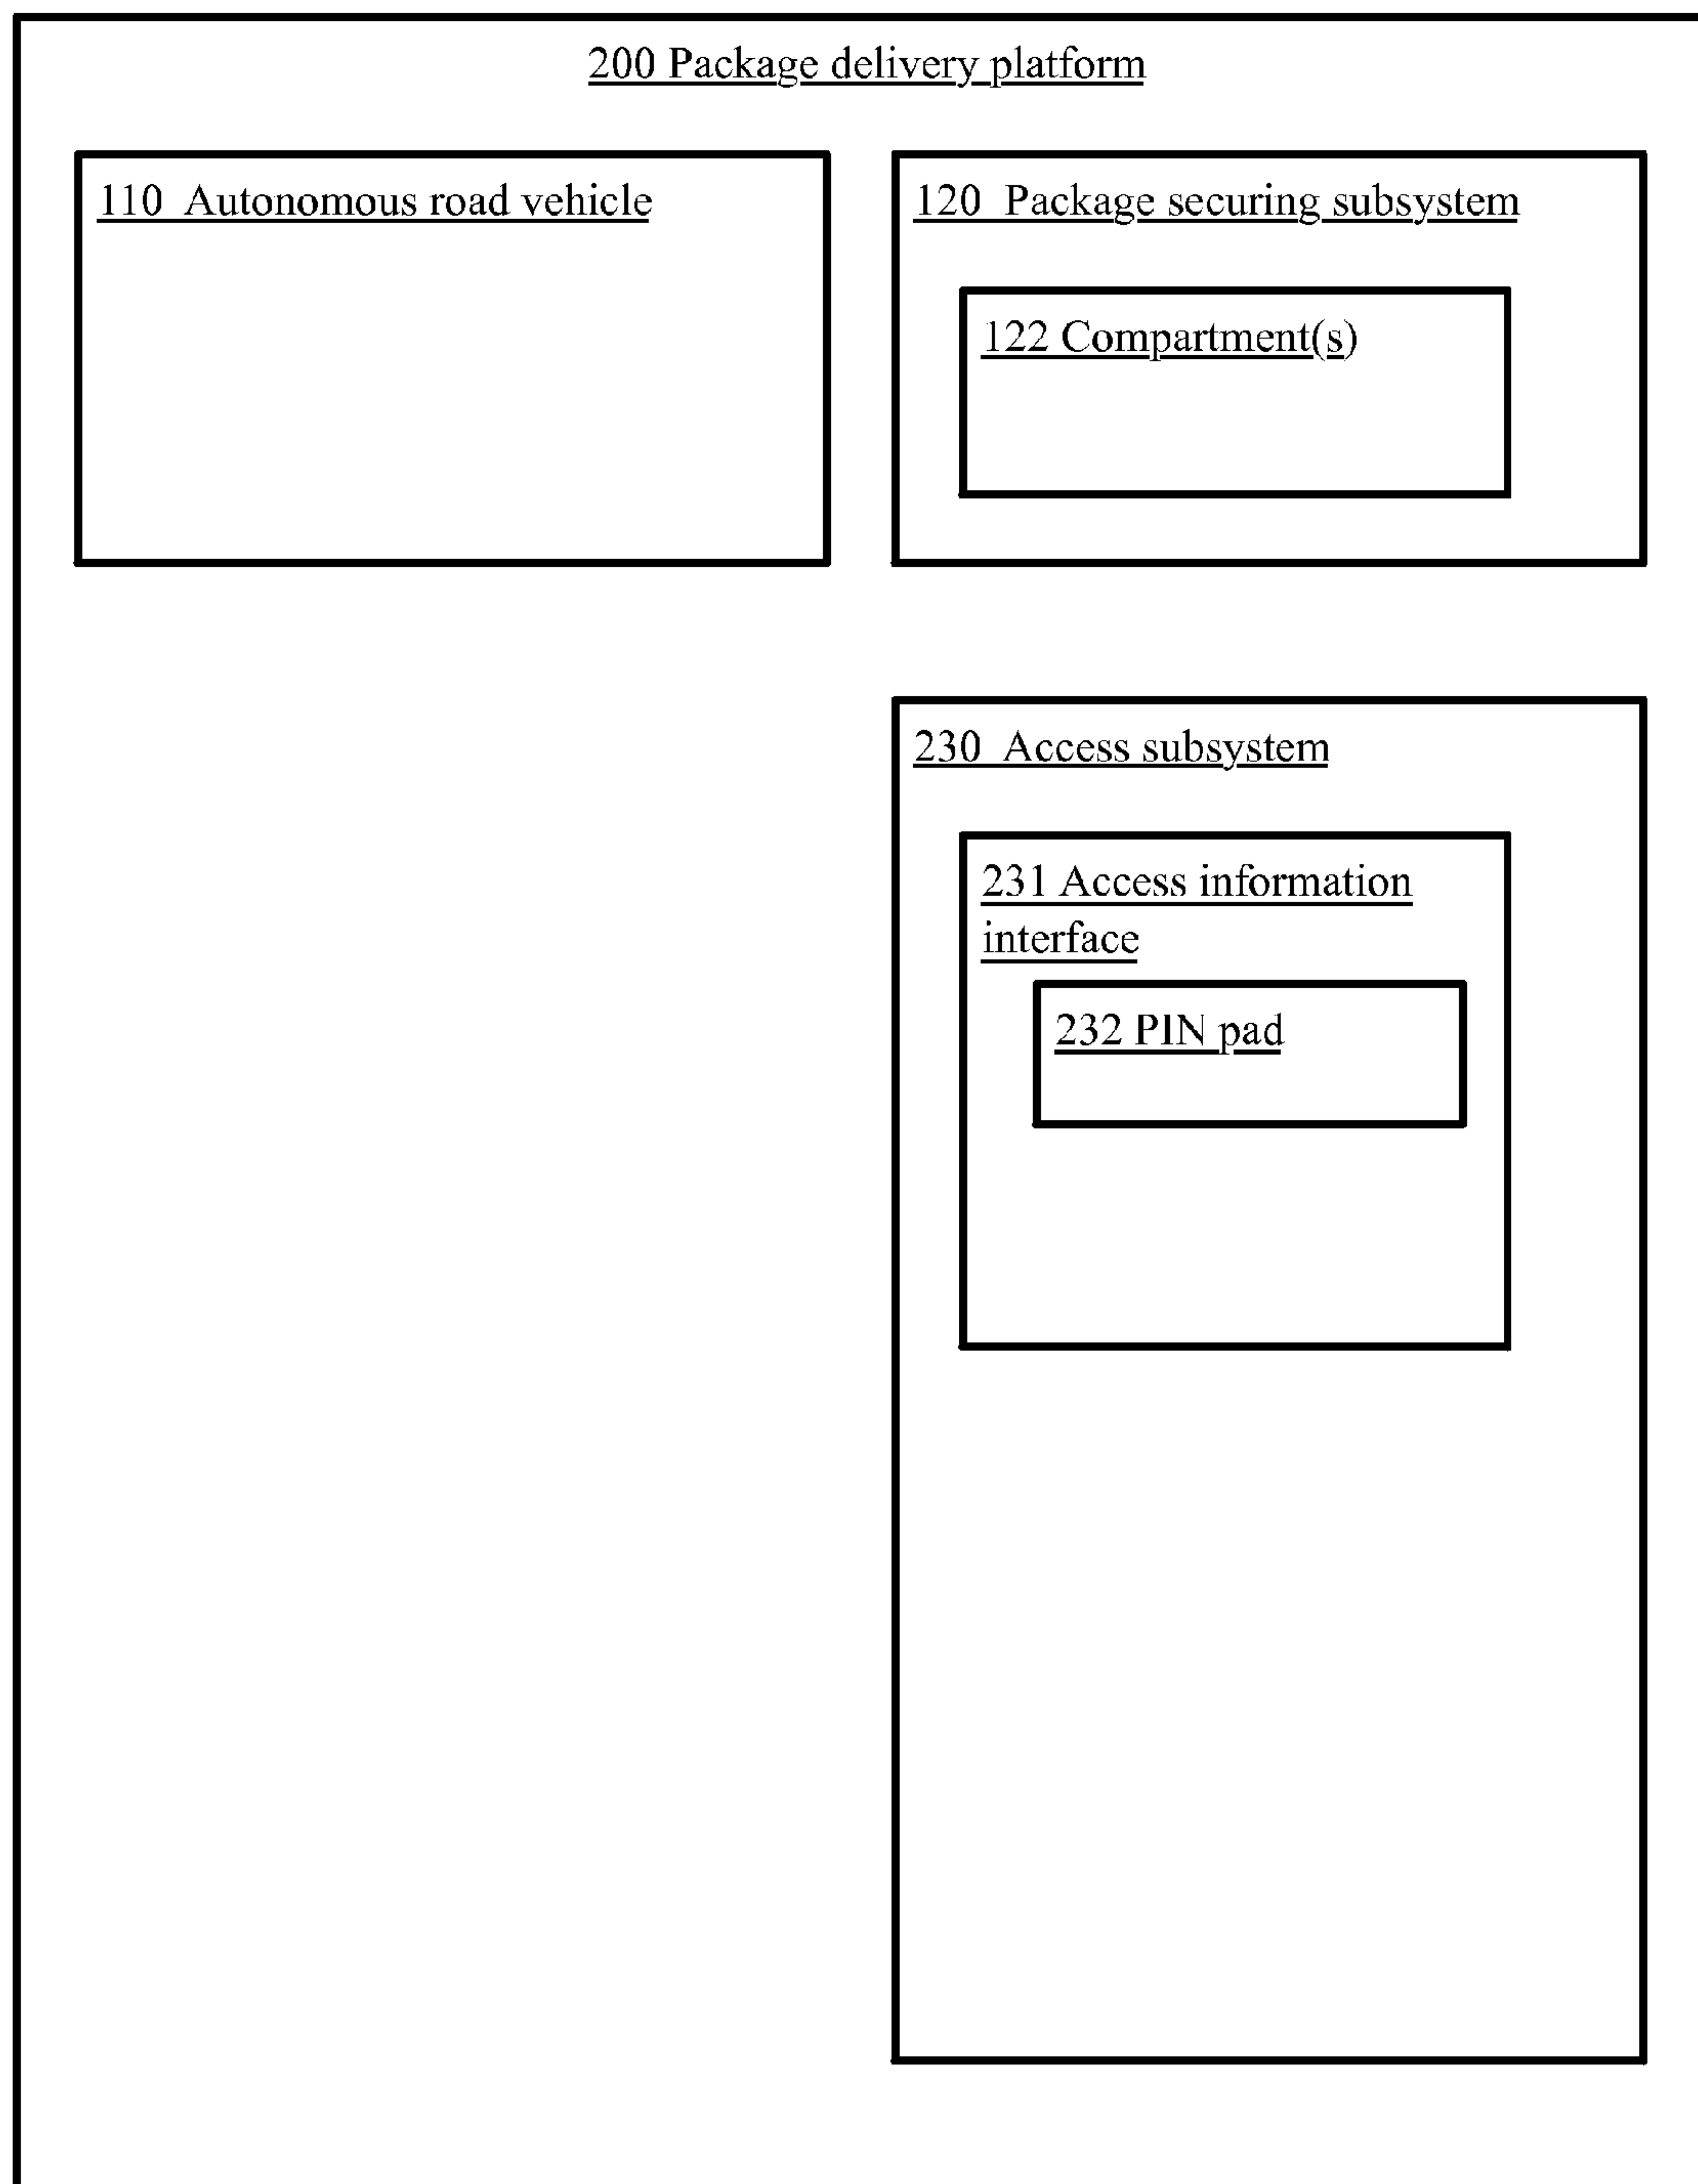 200 Package delivery platform
110 Autonomous road vehicle
120 Package securing subsystem
122 Compartment(s)
230 Access subsystem
231 Access information
interface
232 PIN pad